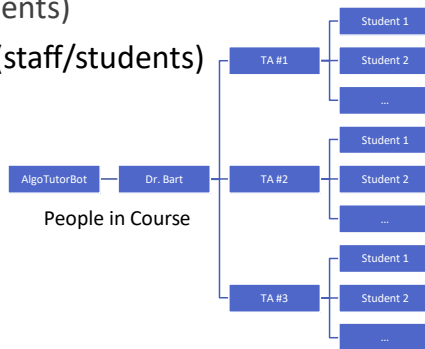 ents)
(staff/students)
Student 1
TA #1
Student 2
...
Student 1
AlgoTutorBot
Dr. Bart
TA #2
Student 2
People in Course
...
Student 1
TA #3
Student 2
...